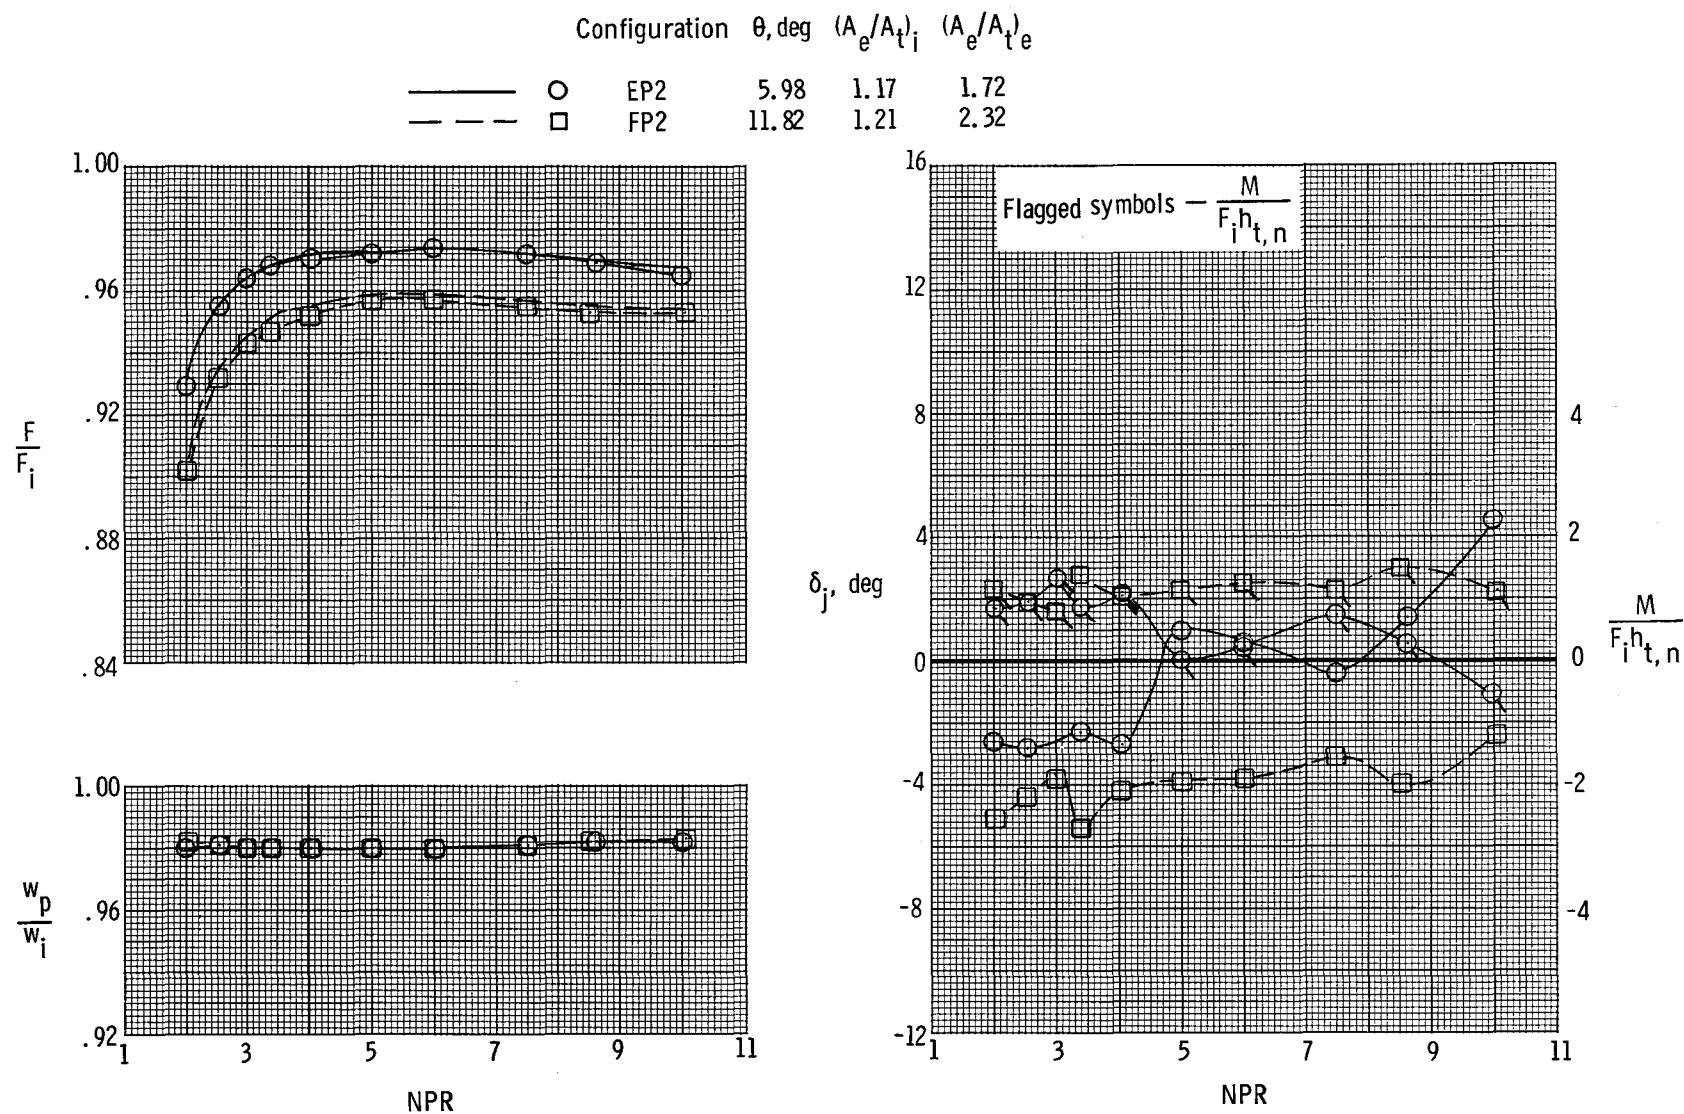 Configuration θ, deg (A_e/A_t)_i (A_e/A_t)_e
EP2 5.98 1.17 1.72
FP2 11.82 1.21 2.32
1.00
.96
.92
.88
.84
F/F_i
1.00
.96
.92
w_p/w_i
1 3 5 7 9 11
NPR
Flagged symbols — M/F_i h_t,n
16
12
8
4
0
-4
-8
-12
δ_j, deg
4
2
0
-2
-4
M/F_i h_t,n
1 3 5 7 9 11
NPR